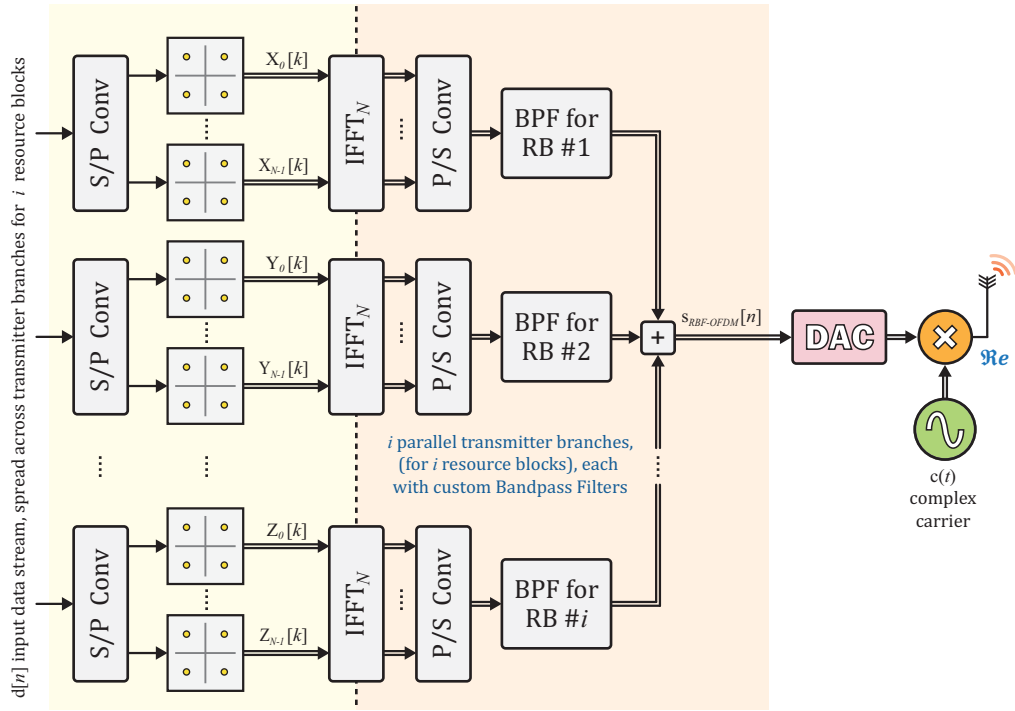 d[n] input data stream, spread across transmitter branches for i resource blocks
S/P Conv
X0[k]
XN-1[k]
IFFTN
P/S Conv
BPF for
RB #1
S/P Conv
Y0[k]
YN-1[k]
IFFTN
P/S Conv
BPF for
RB #2
+
sRBF-OFDM[n]
DAC
×
ℜe
c(t)
complex
carrier
i parallel transmitter branches,
(for i resource blocks), each
with custom Bandpass Filters
S/P Conv
Z0[k]
ZN-1[k]
IFFTN
P/S Conv
BPF for
RB #i